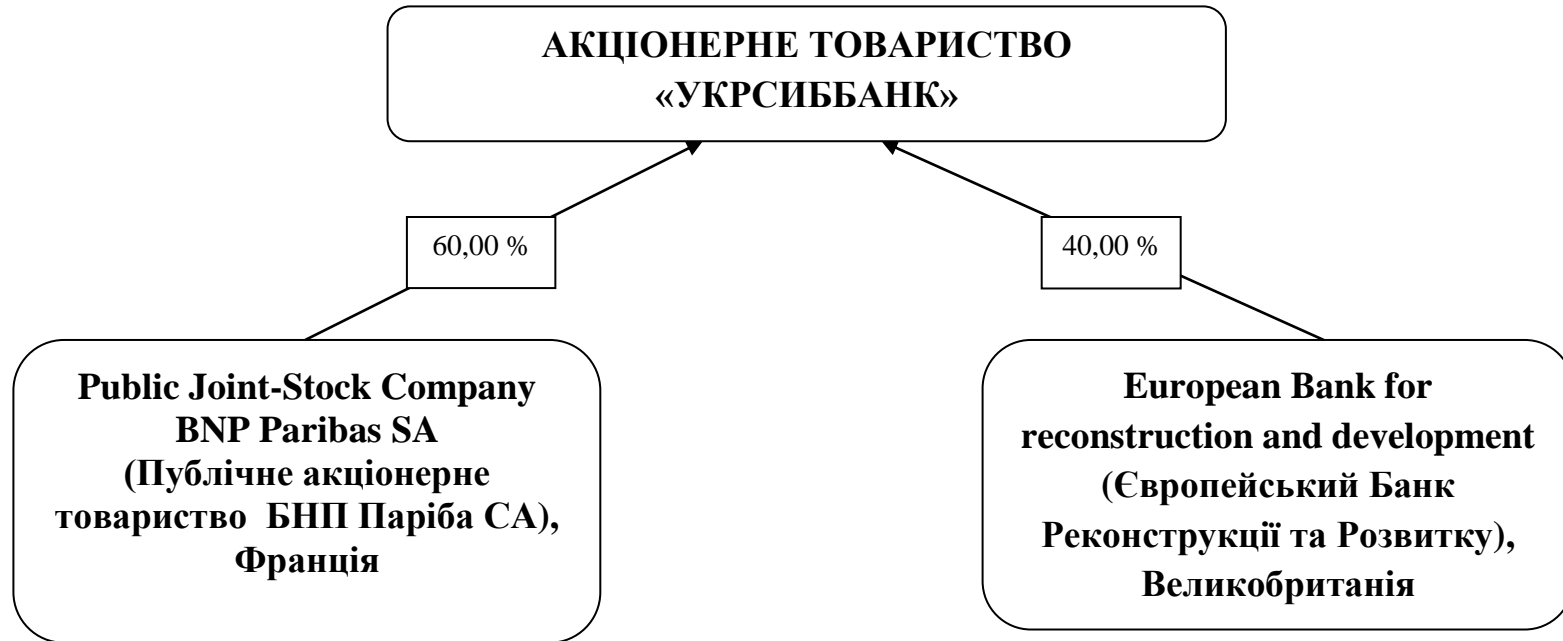 АКЦІОНЕРНЕ ТОВАРИСТВО
«УКРСИББАНК»
60,00 %
40,00 %
Public Joint-Stock Company
BNP Paribas SA
(Публічне акціонерне
товариство БНП Паріба СА),
Франція
European Bank for
reconstruction and development
(Європейський Банк
Реконструкції та Розвитку),
Великобританія